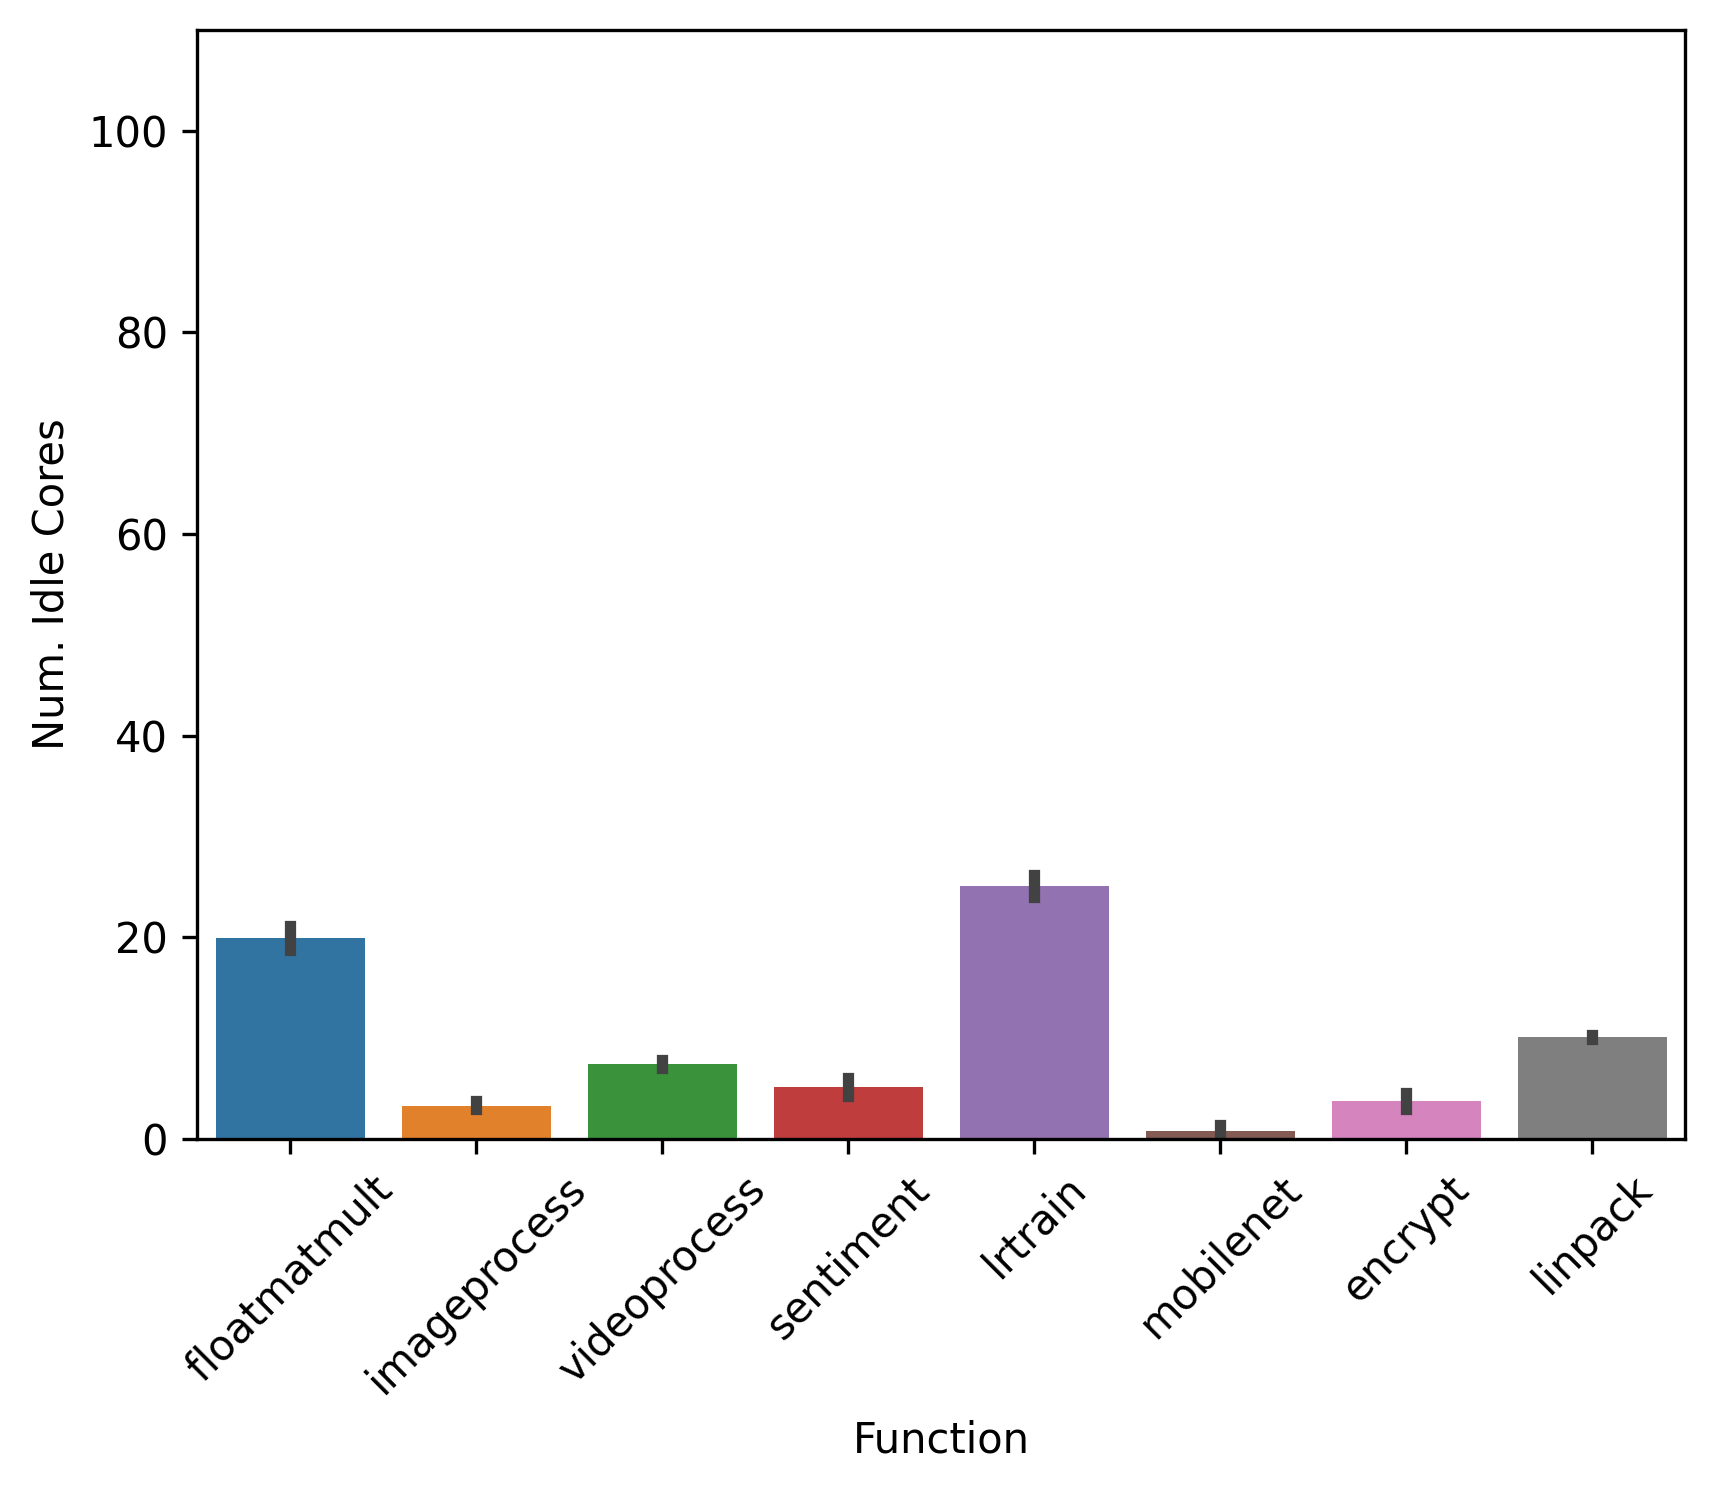 Num. Idle Cores
100
80
60
40
20
0
floatmatmult
imageprocess
videoprocess
sentiment
lrtrain
mobilenet
encrypt
linpack
Function